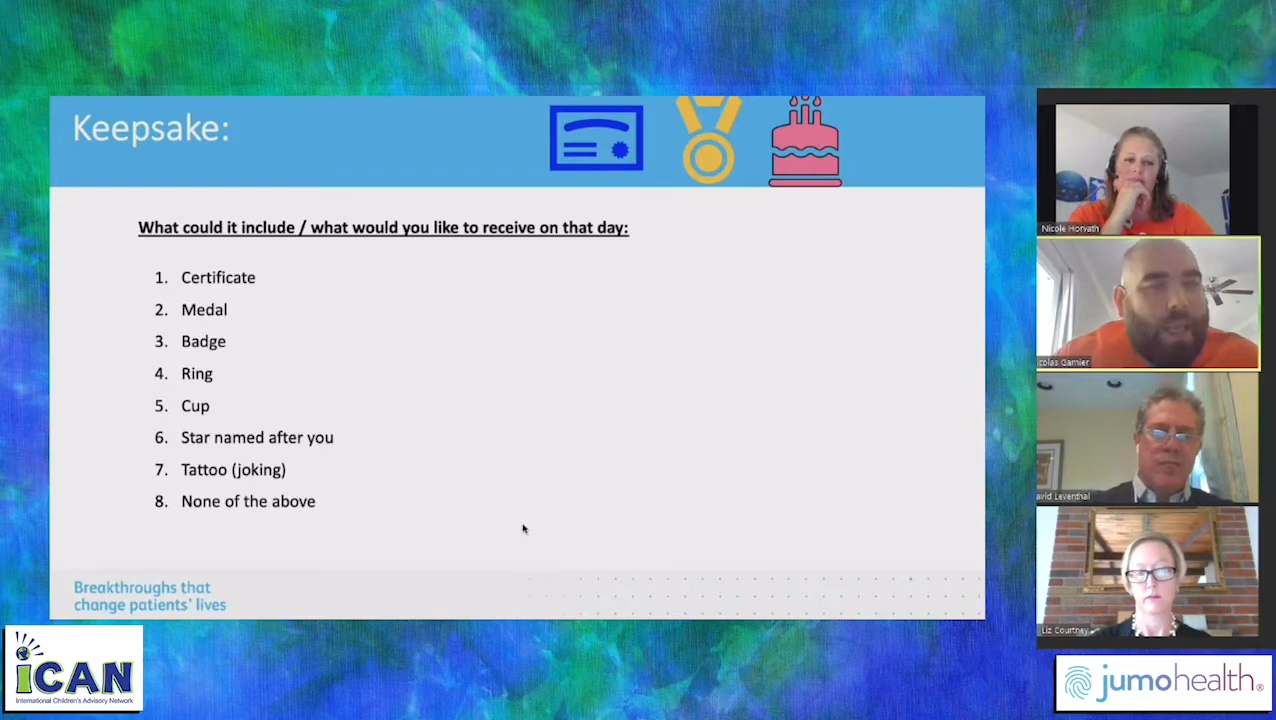 Keepsake:
What could it include / what would you like to receive on that day:
1. Certificate
2. Medal
3. Badge
4. Ring
5. Cup
6. Star named after you
7. Tattoo (joking)
8. None of the above
Breakthroughs that
change patients' lives
Nicole Horvath
icolas Garnier
avid Leventhal
Liz Courtney
iCAN
International Children's Advisory Network
jumohealth®